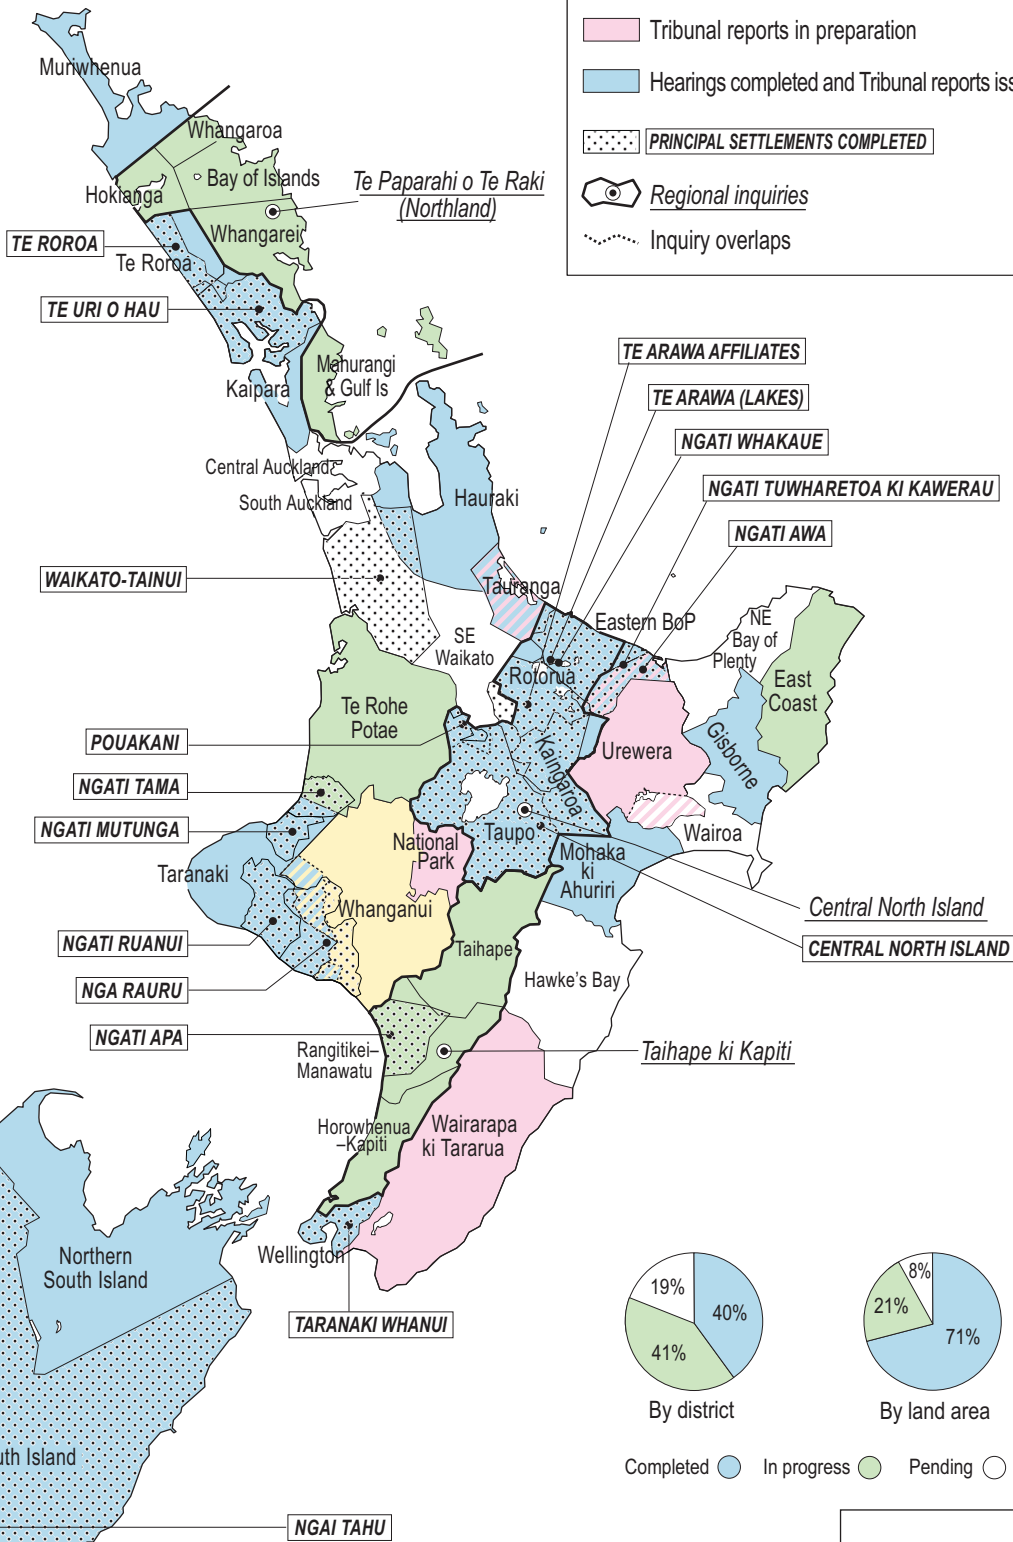 Tribunal reports in preparation
Hearings completed and Tribunal reports iss
PRINCIPAL SETTLEMENTS COMPLETED
Regional inquiries
Inquiry overlaps
Muriwhenua
Whangaroa
Bay of Islands
Hokianga
Te Paparahi o Te Raki
(Northland)
Whangarei
TE ROROA
Te Roroa
TE URI O HAU
Mahurangi
& Gulf Is
Kaipara
TE ARAWA AFFILIATES
TE ARAWA (LAKES)
NGATI WHAKAUE
Central Auckland
South Auckland
Hauraki
NGATI TUWHARETOA KI KAWERAU
NGATI AWA
WAIKATO-TAINUI
Tauranga
Eastern BoP
NE
Bay of
Plenty
SE
Waikato
Rotorua
East
Coast
Te Rohe
Potae
POUAKANI
Kaingaroa
Urewera
Gisborne
NGATI TAMA
NGATI MUTUNGA
National
Park
Taupo
Wairoa
Mohaka
ki
Ahuriri
Taranaki
Whanganui
Central North Island
NGATI RUANUI
Taihape
CENTRAL NORTH ISLAND
NGA RAURU
Hawke's Bay
NGATI APA
Rangitikei–
Manawatu
Taihape ki Kapiti
Horowhenua
–Kapiti
Wairarapa
ki Tararua
Wellington
Northern
South Island
TARANAKI WHANUI
19%
40%
41%
By district
8%
21%
71%
By land area
Completed
In progress
Pending
uth Island
NGAI TAHU